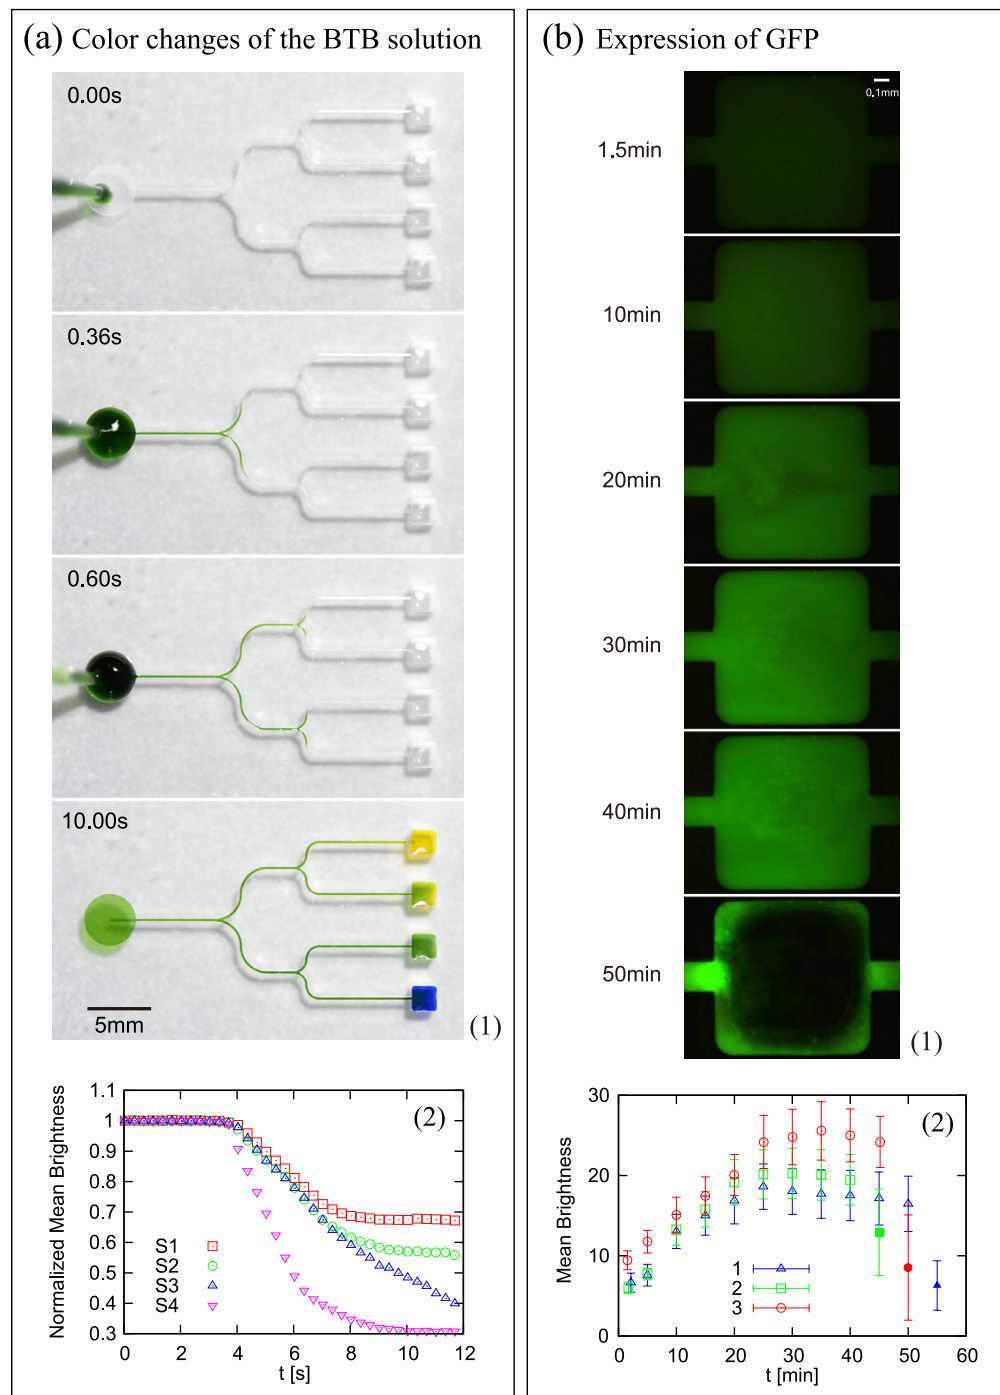 (a) Color changes of the BTB solution
0.00s
0.36s
0.60s
10.00s
5mm
(1)
(2)
Normalized Mean Brightness
1.1
1
0.9
0.8
0.7
0.6
0.5
0.4
0.3
S1
S2
S3
S4
0 2 4 6 8 10 12
t [s]
(b) Expression of GFP
0.1mm
1.5min
10min
20min
30min
40min
50min
(1)
(2)
Mean Brightness
30
20
10
0
1
2
3
0 10 20 30 40 50 60
t [min]